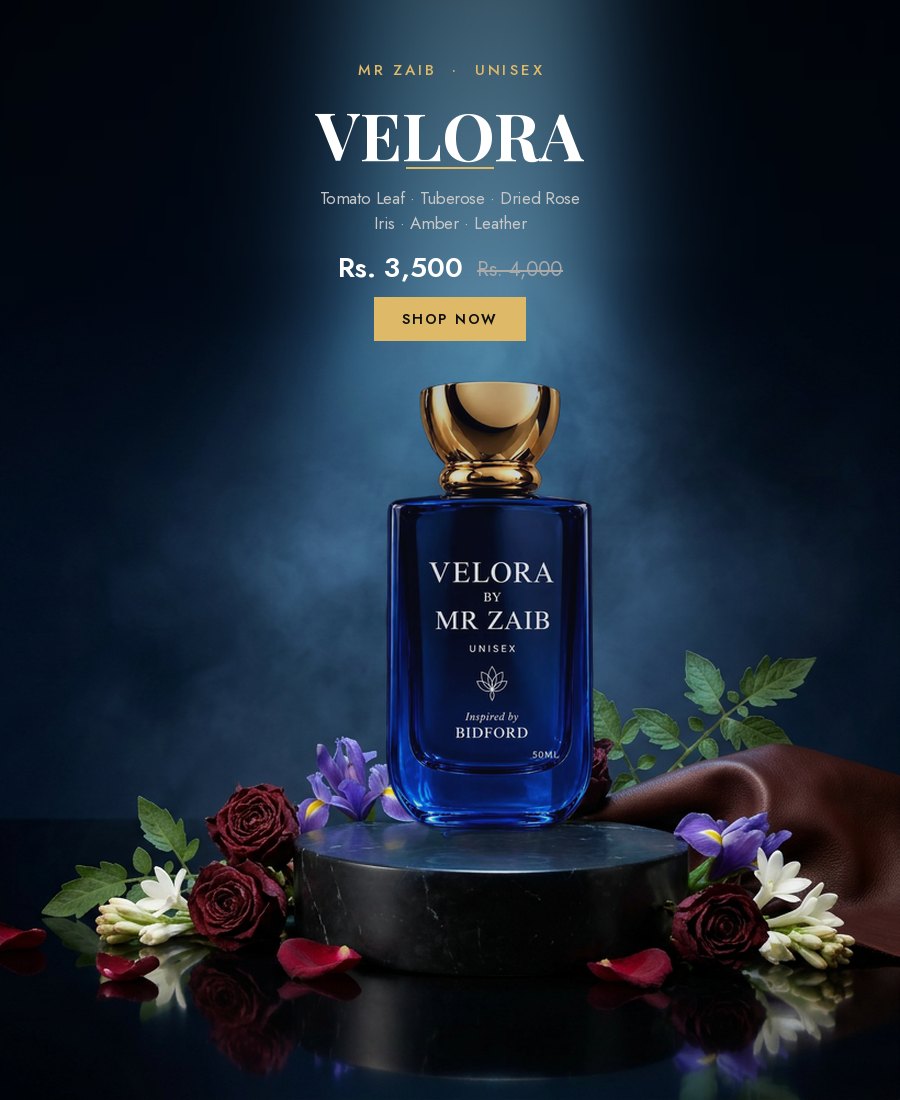 MR ZAIB · UNISEX
VELORA
Tomato Leaf · Tuberose · Dried Rose
Iris · Amber · Leather
Rs. 3,500 Rs. 4,000
SHOP NOW
VELORA
BY
MR ZAIB
UNISEX
Inspired by
BIDFORD
50ML